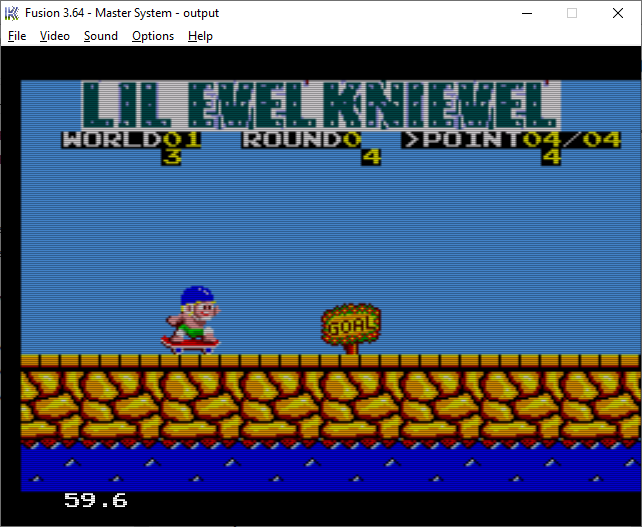 Fusion 3.64 - Master System - output
File Video Sound Options Help
LIL EVEL KNIEVEL
WORLD01 ROUND0 >POINT04/04
3 4 4
GOAL
59.6